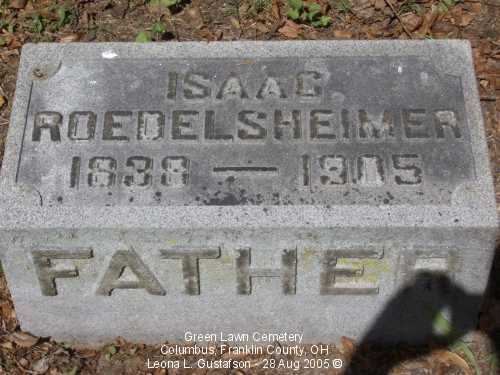 ISAAC
ROEDELSHEIMER
1838 — 1905
FATHER
Green Lawn Cemetery
Columbus, Franklin County, OH
Leona L. Gustafson - 28 Aug 2005 ©